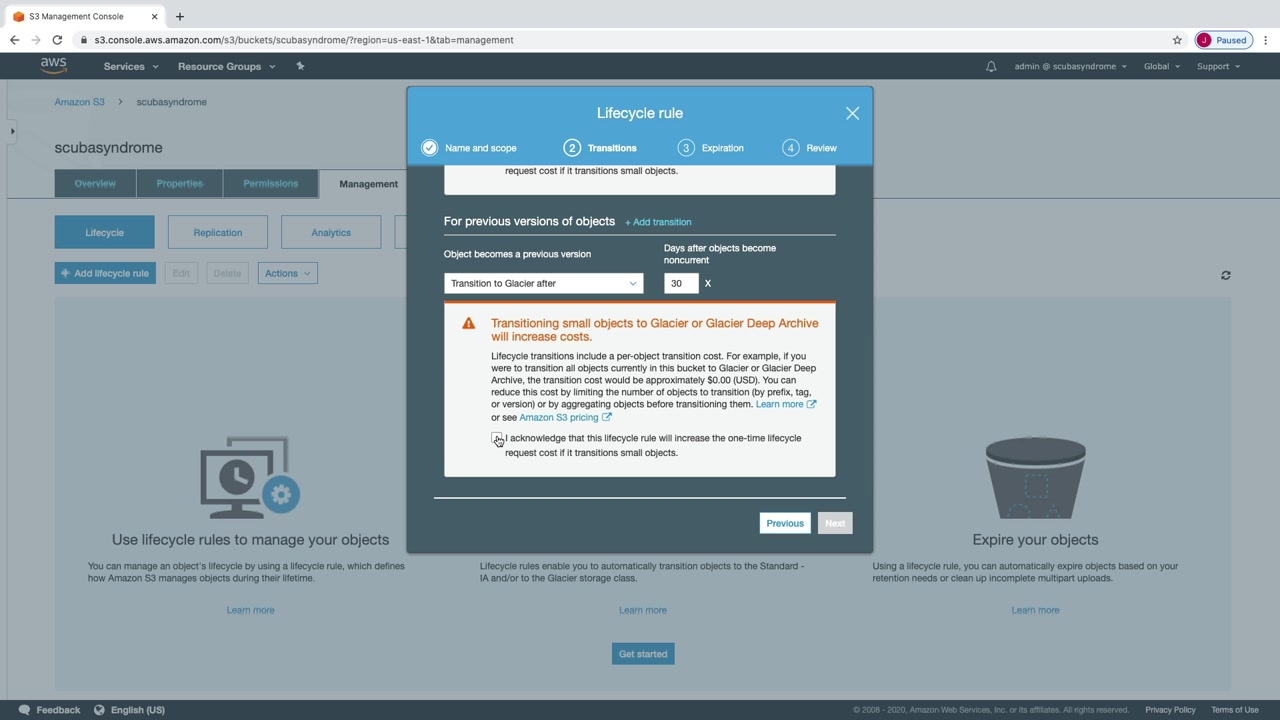 S3 Management Console
s3.console.aws.amazon.com/s3/buckets/scubasyndrome/?region=us-east-1&tab=management
J Paused
aws Services Resource Groups admin @ scubasyndrome Global Support
Amazon S3 > scubasyndrome
scubasyndrome
Overview Properties Permissions Management
Lifecycle Replication Analytics
+ Add lifecycle rule Edit Delete Actions
Lifecycle rule
Name and scope 2 Transitions 3 Expiration 4 Review
request cost if it transitions small objects.
For previous versions of objects + Add transition
Object becomes a previous version
Days after objects become
noncurrent
Transition to Glacier after 30 X
Transitioning small objects to Glacier or Glacier Deep Archive
will increase costs.
Lifecycle transitions include a per-object transition cost. For example, if you
were to transition all objects currently in this bucket to Glacier or Glacier Deep
Archive, the transition cost would be approximately $0.00 (USD). You can
reduce this cost by limiting the number of objects to transition (by prefix, tag,
or version) or by aggregating objects before transitioning them. Learn more
or see Amazon S3 pricing
I acknowledge that this lifecycle rule will increase the one-time lifecycle
request cost if it transitions small objects.
Previous Next
Use lifecycle rules to manage your objects
You can manage an object's lifecycle by using a lifecycle rule, which defines
how Amazon S3 manages objects during their lifetime.
Learn more
Lifecycle rules enable you to automatically transition objects to the Standard -
IA and/or to the Glacier storage class.
Learn more
Expire your objects
Using a lifecycle rule, you can automatically expire objects based on your
retention needs or clean up incomplete multipart uploads.
Learn more
Get started
Feedback English (US) © 2008 - 2020, Amazon Web Services, Inc. or its affiliates. All rights reserved. Privacy Policy Terms of Use